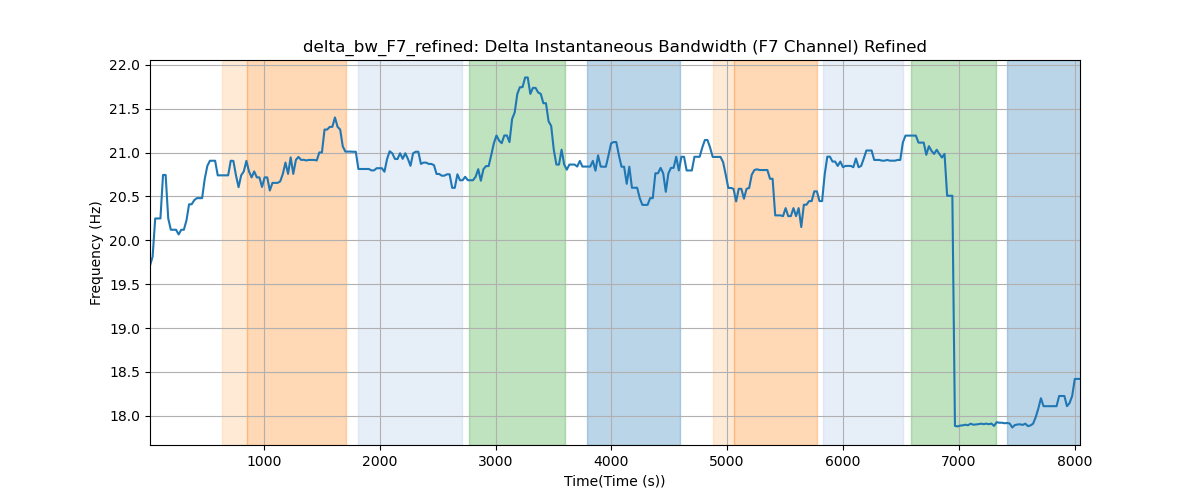 delta_bw_F7_refined: Delta Instantaneous Bandwidth (F7 Channel) Refined
Frequency (Hz)
22.0
21.5
21.0
20.5
20.0
19.5
19.0
18.5
18.0
1000 2000 3000 4000 5000 6000 7000 8000
Time(Time (s))